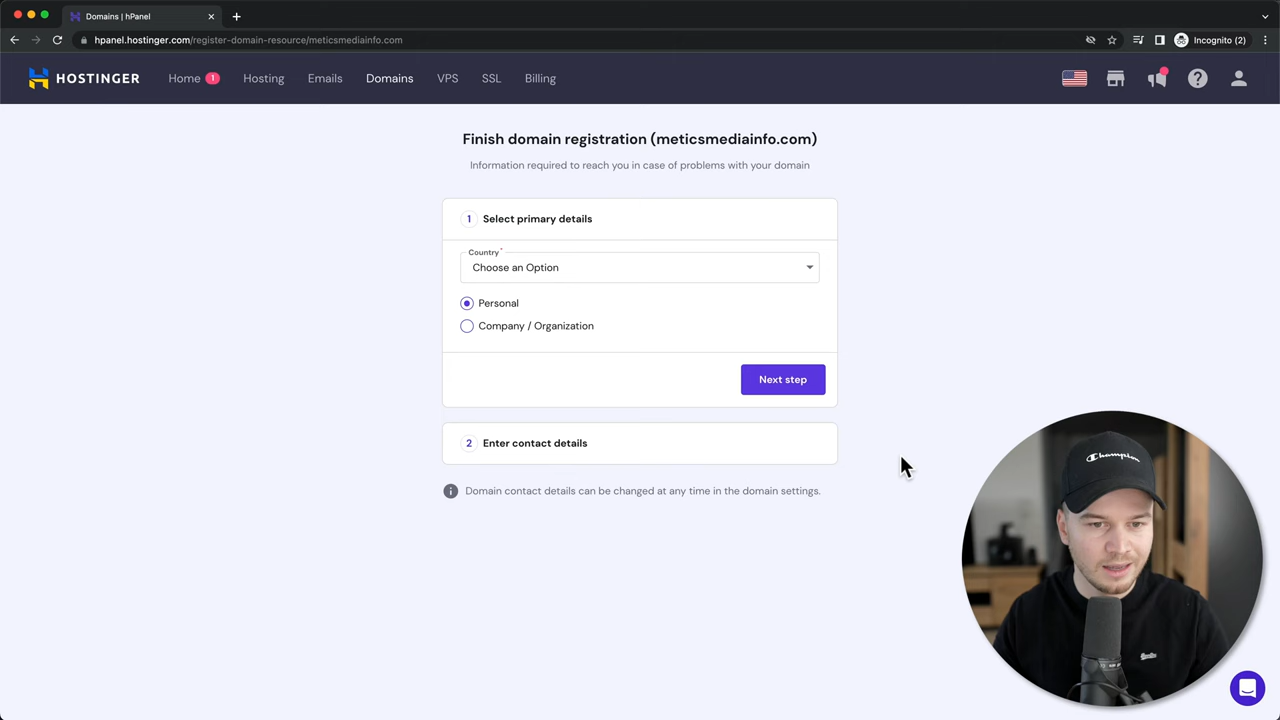 Domains | hPanel
hpanel.hostinger.com/register-domain-resource/meticsmediainfo.com
Incognito (2)
HOSTINGER
Home 1
Hosting
Emails
Domains
VPS
SSL
Billing
Finish domain registration (meticsmediainfo.com)
Information required to reach you in case of problems with your domain
1 Select primary details
Country*
Choose an Option
Personal
Company / Organization
Next step
2 Enter contact details
Domain contact details can be changed at any time in the domain settings.
Champion